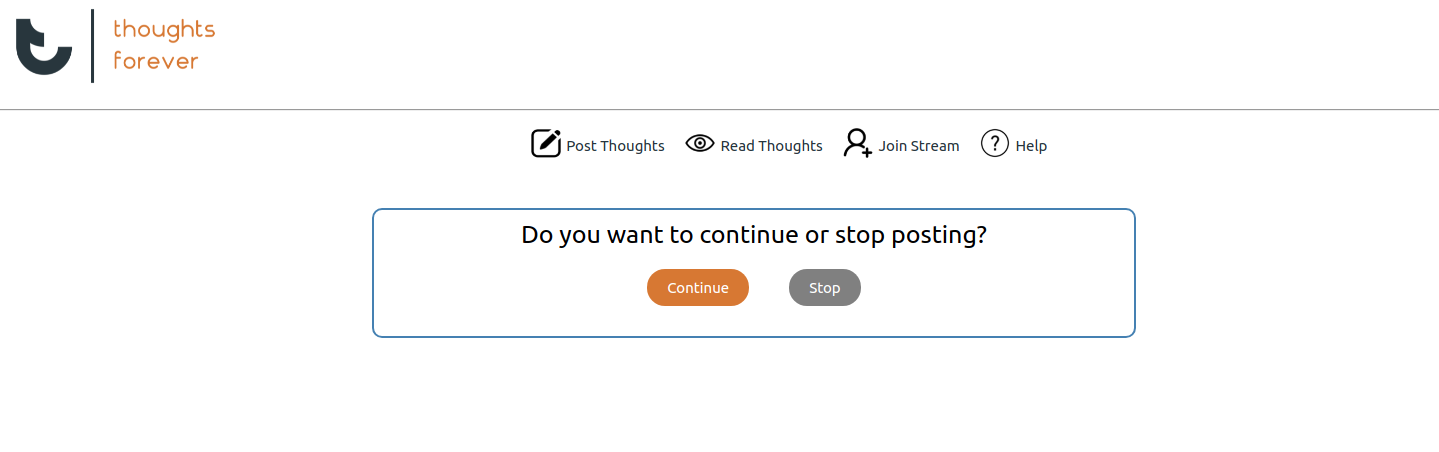 thoughts
forever
Post Thoughts Read Thoughts Join Stream ? Help
Do you want to continue or stop posting?
Continue Stop